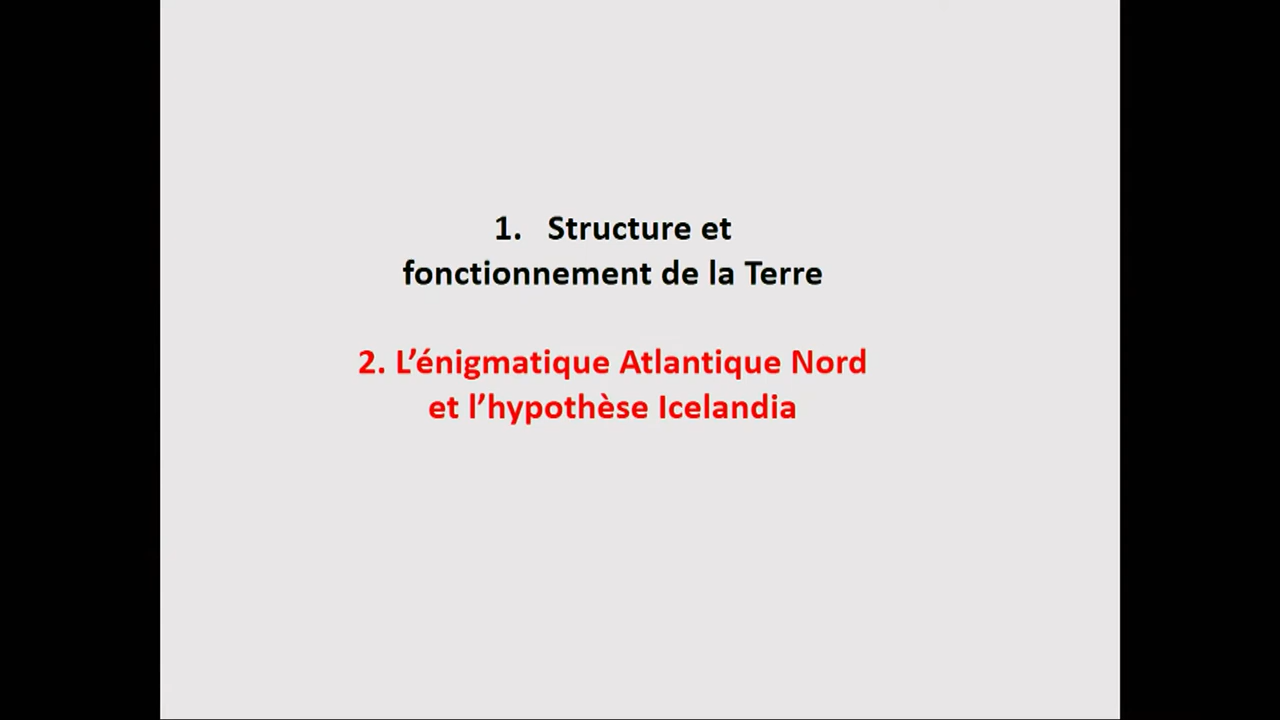 1. Structure et
fonctionnement de la Terre
2. L’énigmatique Atlantique Nord
et l’hypothèse Icelandia